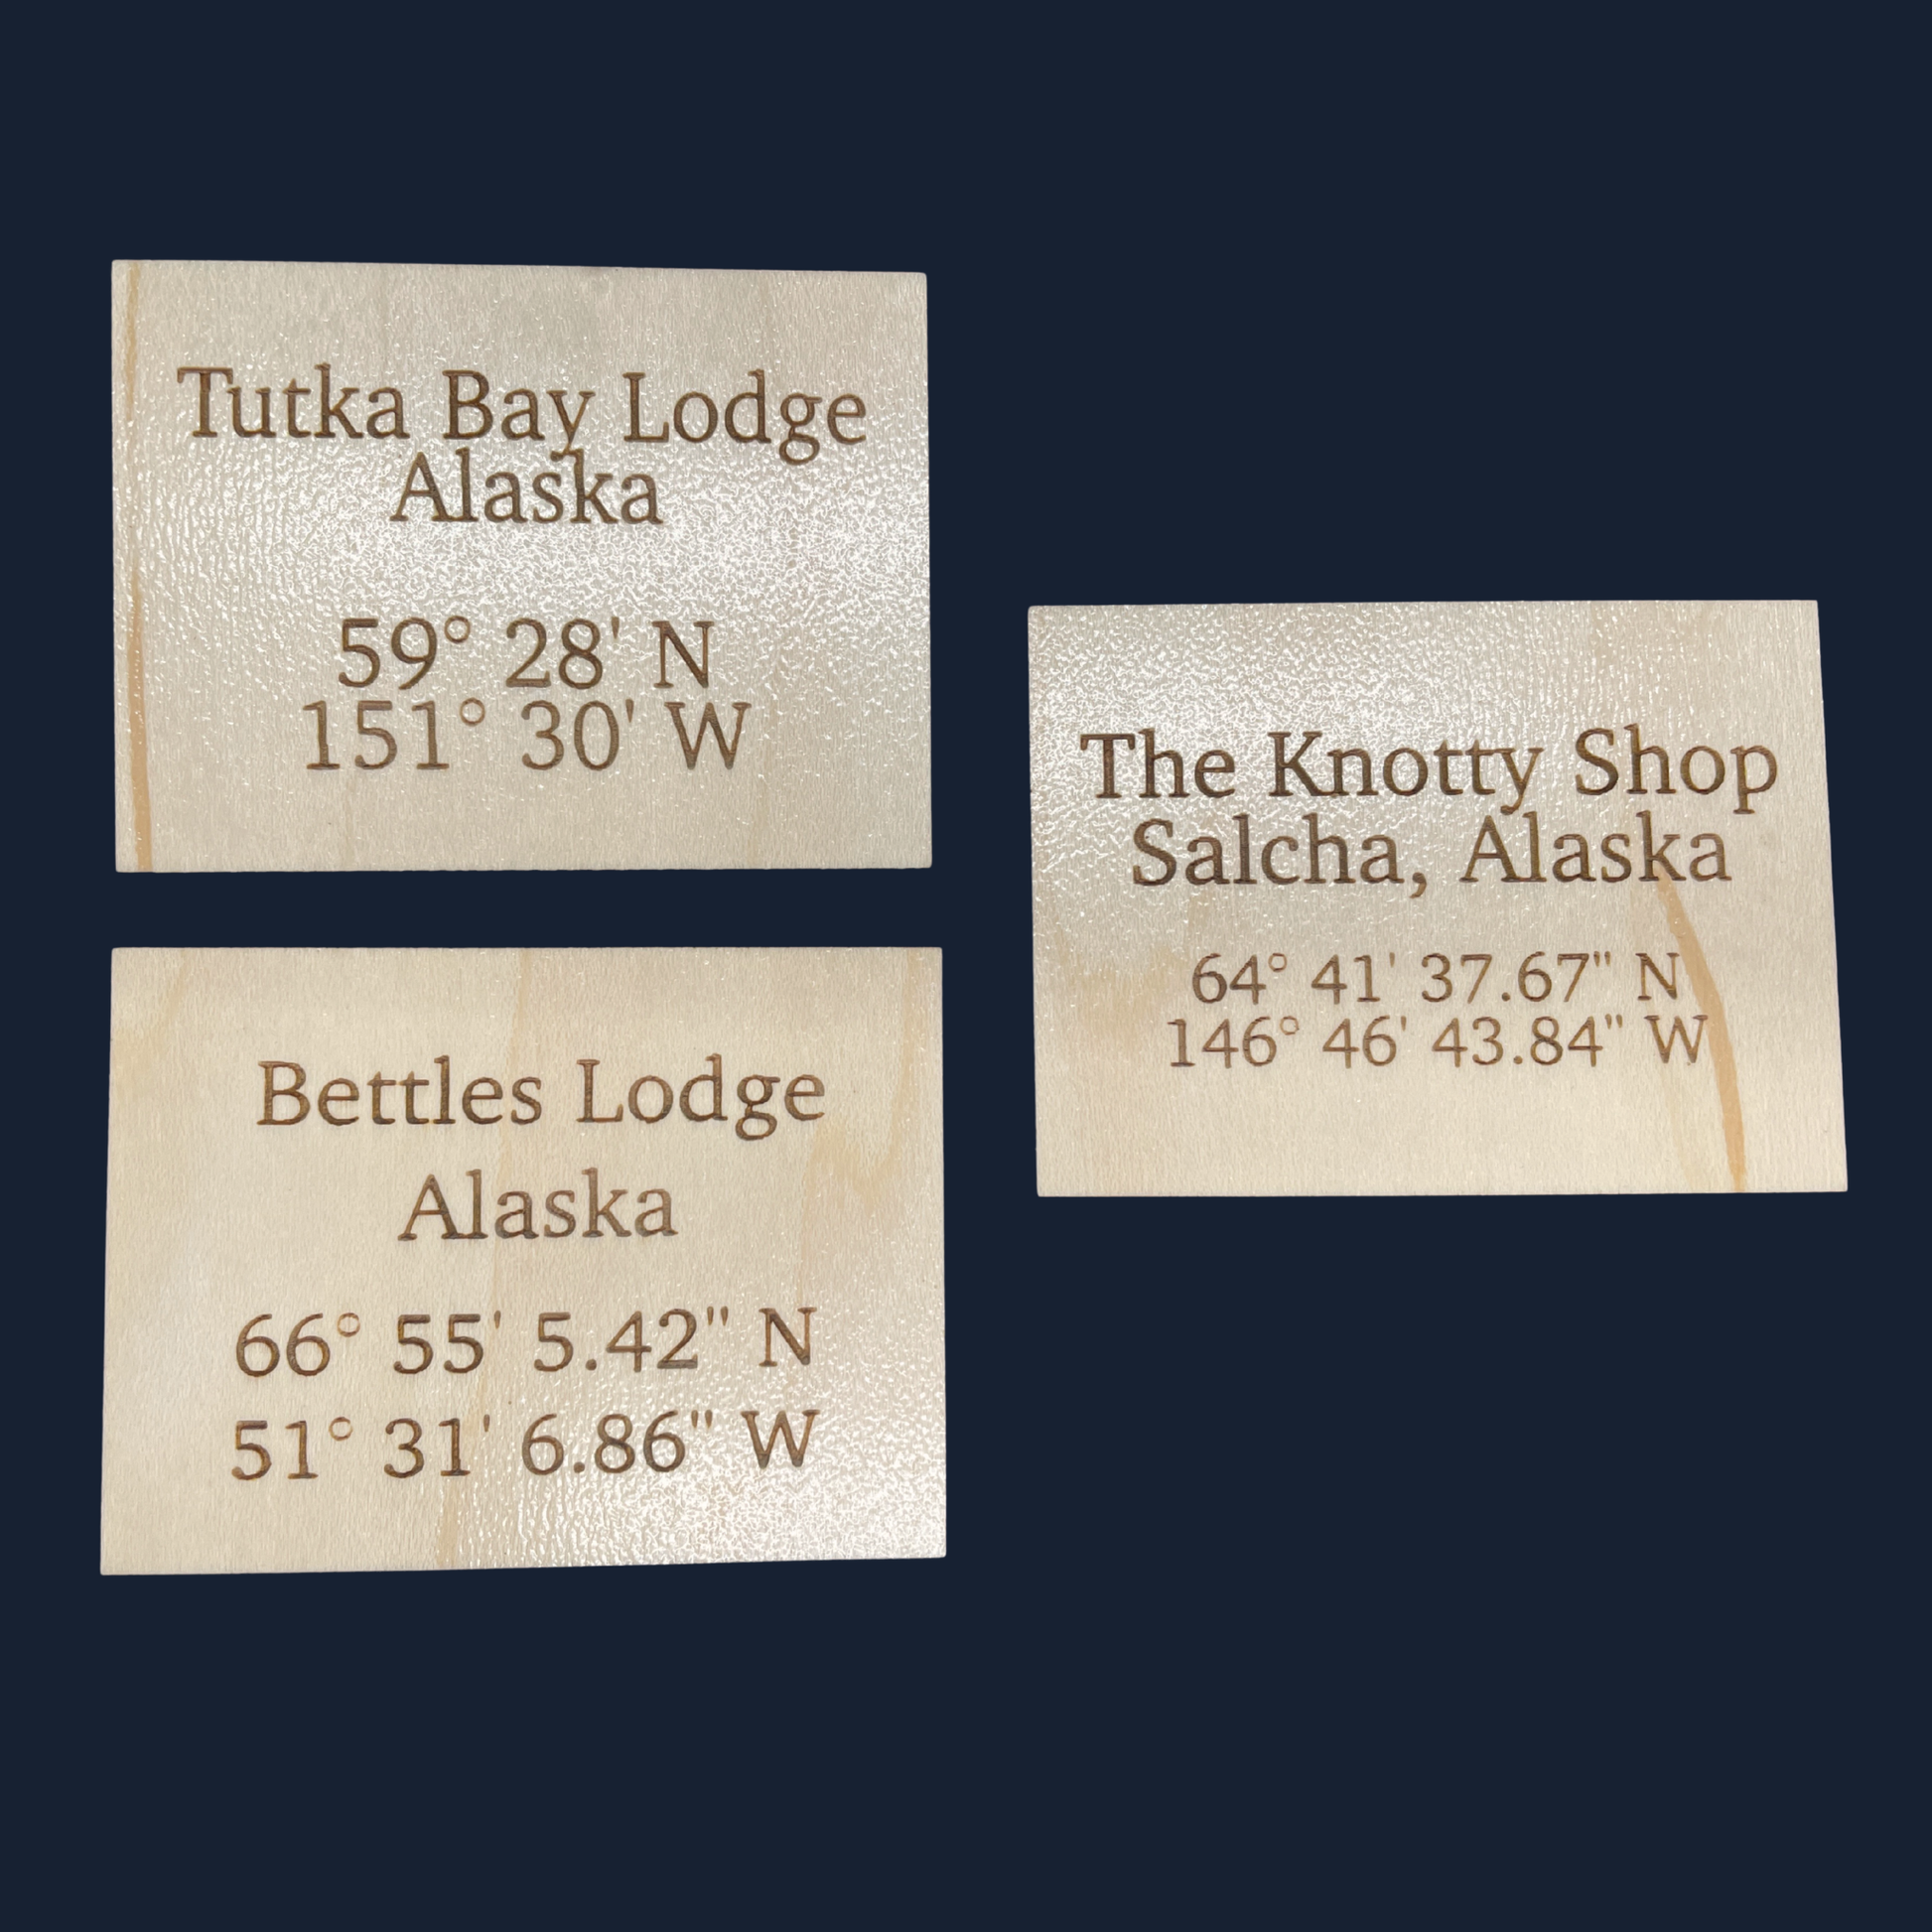 Tutka Bay Lodge
Alaska
59° 28' N
151° 30' W
Bettles Lodge
Alaska
66° 55' 5.42" N
51° 31' 6.86" W
The Knotty Shop
Salcha, Alaska
64° 41' 37.67" N
146° 46' 43.84" W